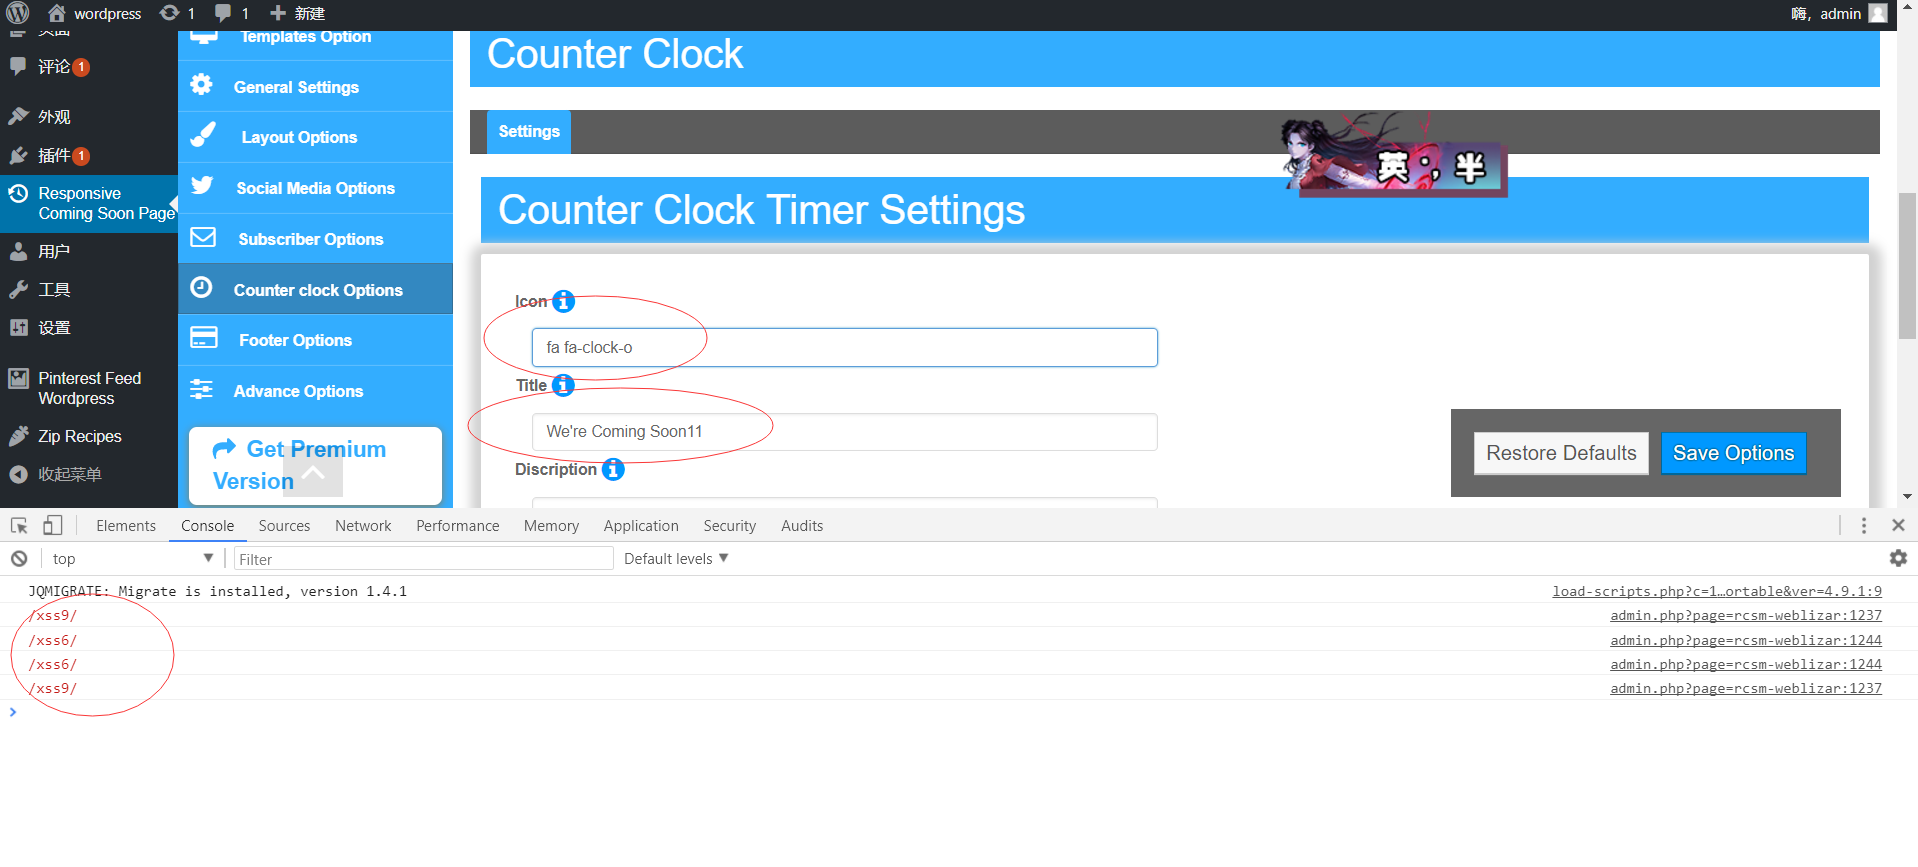 wordpress 1 1 新建
嗨，admin
页面
评论 1
外观
插件 1
Responsive
Coming Soon Page
用户
工具
设置
Pinterest Feed
Wordpress
Zip Recipes
收起菜单
Templates Option
General Settings
Layout Options
Social Media Options
Subscriber Options
Counter clock Options
Footer Options
Advance Options
Get Premium
Version
Counter Clock
Settings
英 ; 半
Counter Clock Timer Settings
Icon
fa fa-clock-o
Title
We're Coming Soon11
Discription
Restore Defaults Save Options
Elements Console Sources Network Performance Memory Application Security Audits
top Filter Default levels
JQMIGRATE: Migrate is installed, version 1.4.1 load-scripts.php?c=1…ortable&ver=4.9.1:9
/xss9/ admin.php?page=rcsm-weblizar:1237
/xss6/ admin.php?page=rcsm-weblizar:1244
/xss6/ admin.php?page=rcsm-weblizar:1244
/xss9/ admin.php?page=rcsm-weblizar:1237